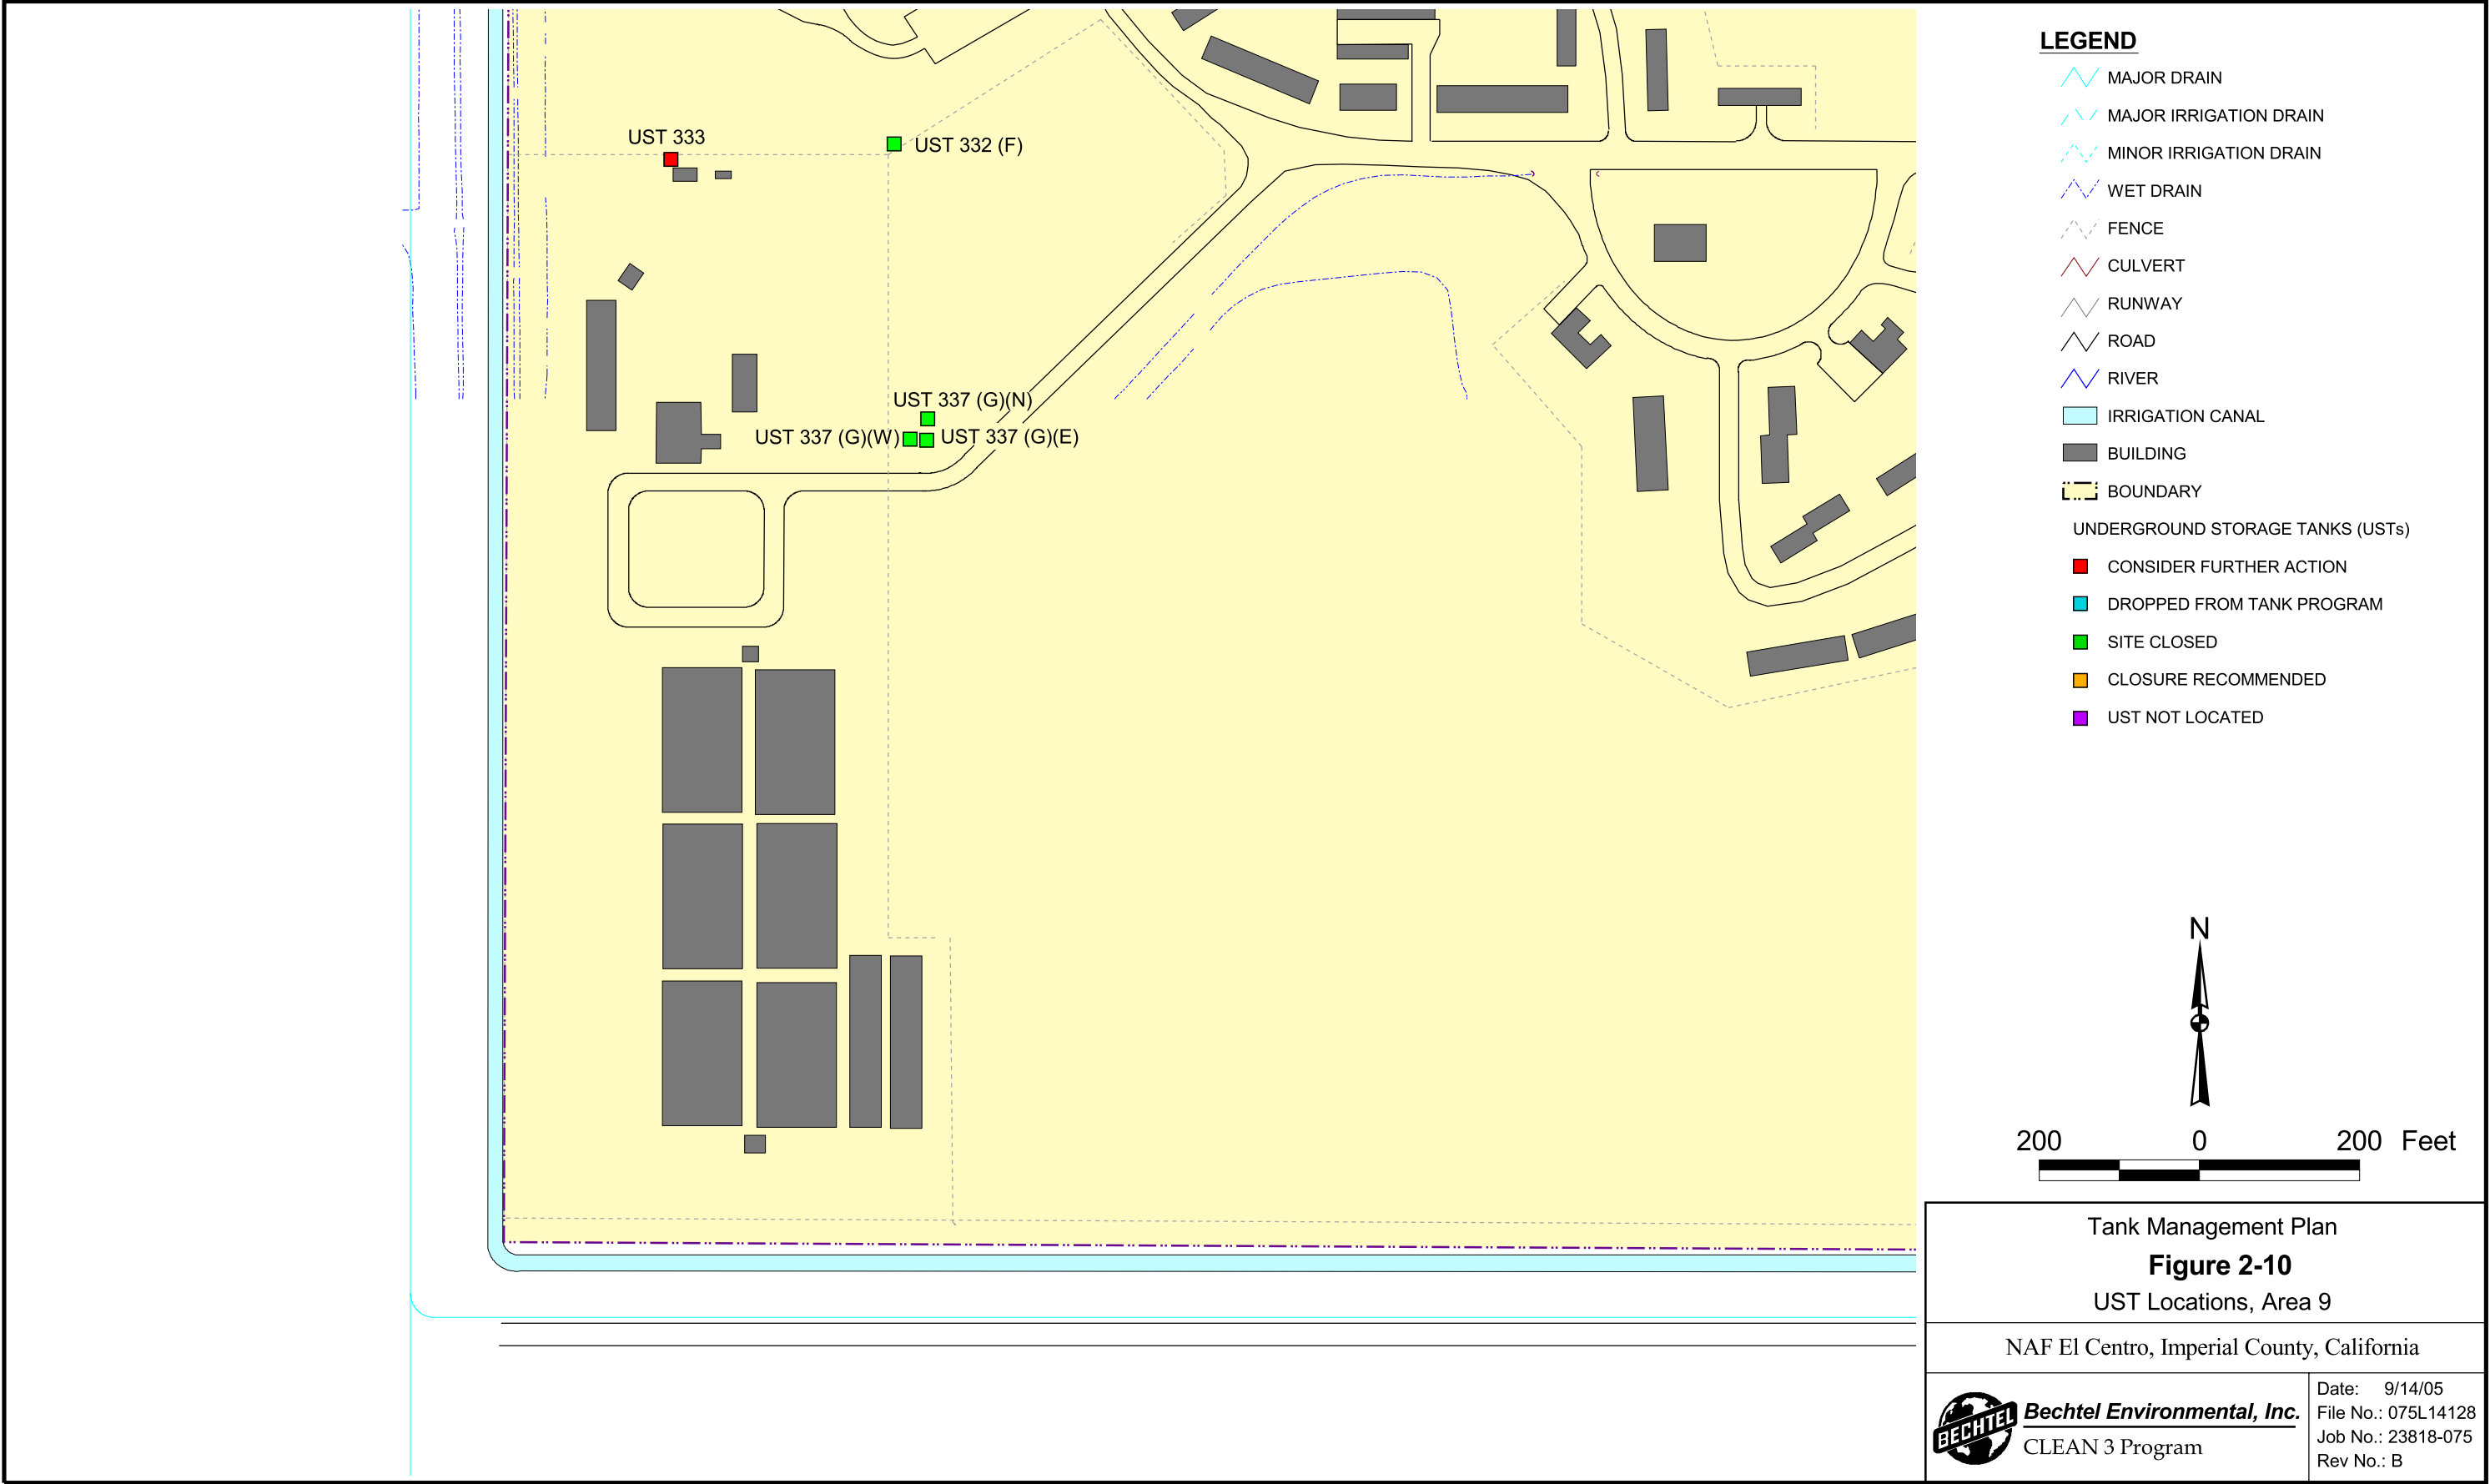 UST 333
UST 332 (F)
UST 337 (G)(N)
UST 337 (G)(W)
UST 337 (G)(E)
LEGEND
MAJOR DRAIN
MAJOR IRRIGATION DRAIN
MINOR IRRIGATION DRAIN
WET DRAIN
FENCE
CULVERT
RUNWAY
ROAD
RIVER
IRRIGATION CANAL
BUILDING
BOUNDARY
UNDERGROUND STORAGE TANKS (USTs)
CONSIDER FURTHER ACTION
DROPPED FROM TANK PROGRAM
SITE CLOSED
CLOSURE RECOMMENDED
UST NOT LOCATED
N
200 0 200 Feet
Tank Management Plan
Figure 2-10
UST Locations, Area 9
NAF El Centro, Imperial County, California
BECHTEL
Bechtel Environmental, Inc.
CLEAN 3 Program
Date: 9/14/05
File No.: 075L14128
Job No.: 23818-075
Rev No.: B